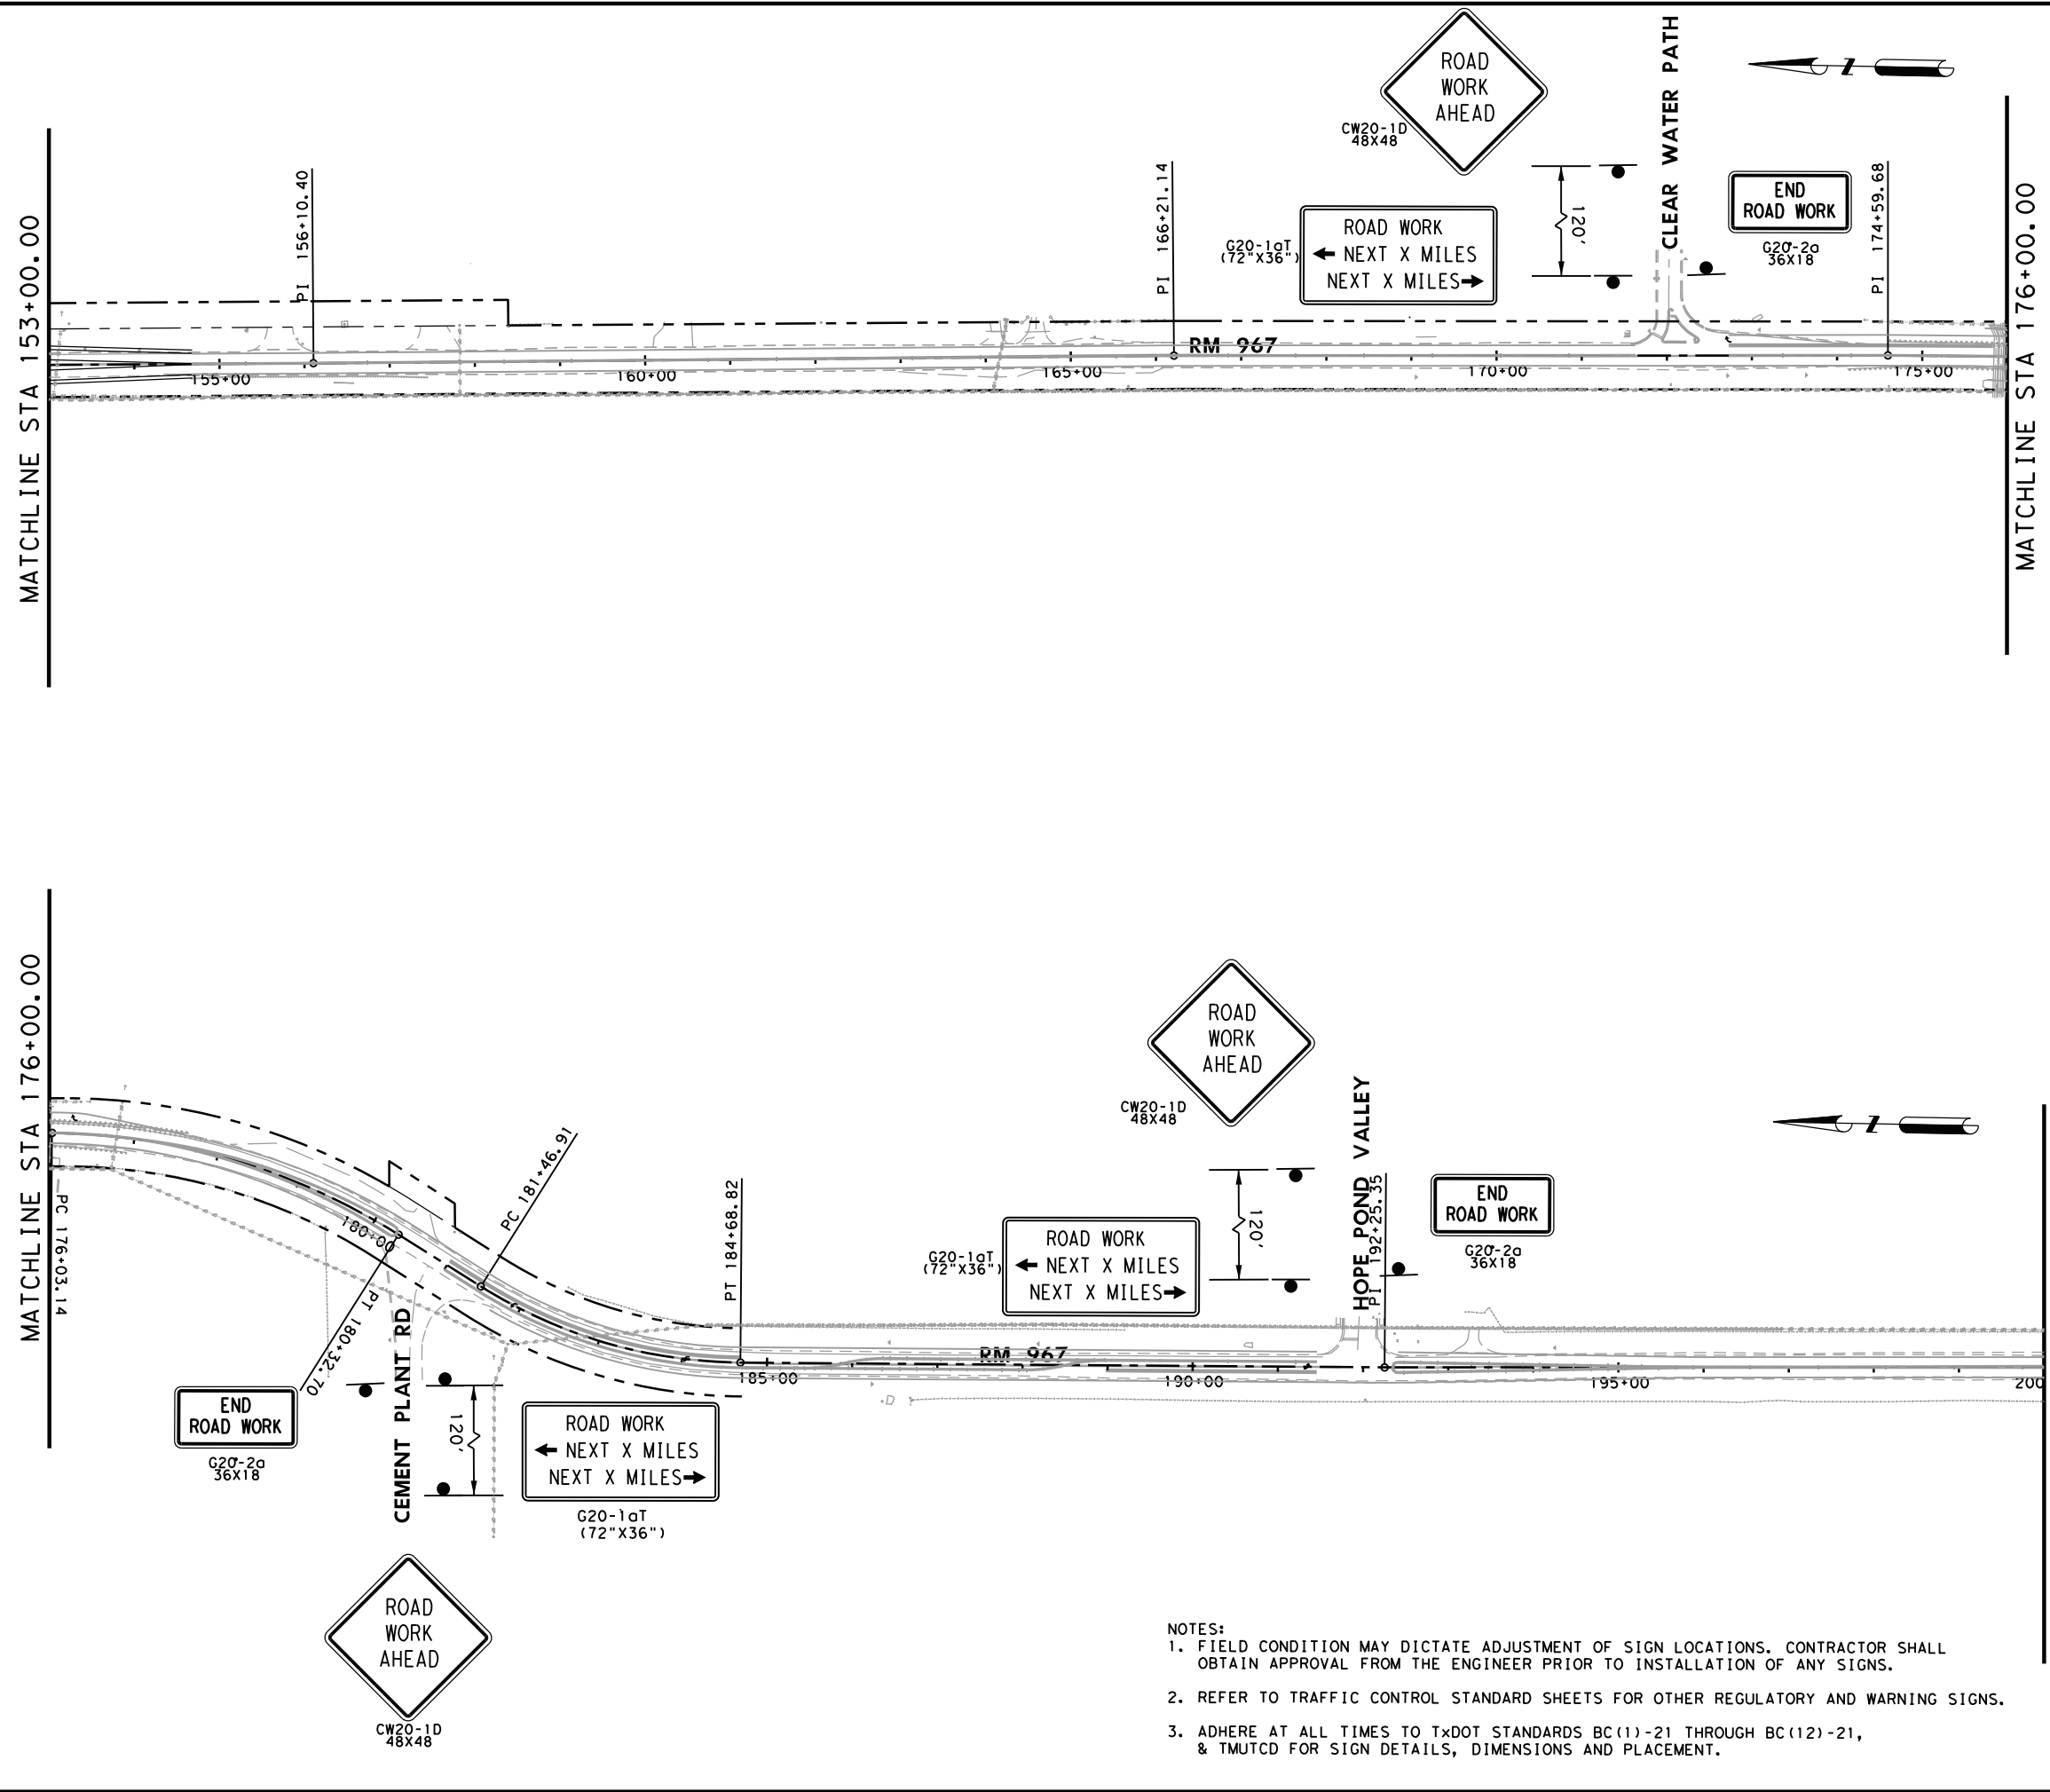 MATCHLINE STA 153+00.00
PI 156+10.40
155+00
160+00
165+00
PI 166+21.14
RM 967
170+00
175+00
ROAD
WORK
AHEAD
CW20-1D
48X48
G20-1aT
(72"X36")
ROAD WORK
NEXT X MILES
NEXT X MILES
120'
CLEAR WATER PATH
END
ROAD WORK
G20-2a
36X18
PI 174+59.68
Z
MATCHLINE STA 176+00.00
MATCHLINE STA 176+00.00
PC 176+03.14
180+00
PT 180+32.70
PC 181+46.91
PT 184+68.82
185+00
RM 967
190+00
195+00
200
END
ROAD WORK
G20-2a
36X18
CEMENT PLANT RD
120'
ROAD WORK
NEXT X MILES
NEXT X MILES
G20-1aT
(72"X36")
ROAD
WORK
AHEAD
CW20-1D
48X48
ROAD
WORK
AHEAD
CW20-1D
48X48
G20-1aT
(72"X36")
ROAD WORK
NEXT X MILES
NEXT X MILES
120'
HOPE POND VALLEY
PI 192+25.35
END
ROAD WORK
G20-2a
36X18
Z
NOTES:
1. FIELD CONDITION MAY DICTATE ADJUSTMENT OF SIGN LOCATIONS. CONTRACTOR SHALL
OBTAIN APPROVAL FROM THE ENGINEER PRIOR TO INSTALLATION OF ANY SIGNS.
2. REFER TO TRAFFIC CONTROL STANDARD SHEETS FOR OTHER REGULATORY AND WARNING SIGNS.
3. ADHERE AT ALL TIMES TO TxDOT STANDARDS BC(1)-21 THROUGH BC(12)-21,
& TMUTCD FOR SIGN DETAILS, DIMENSIONS AND PLACEMENT.